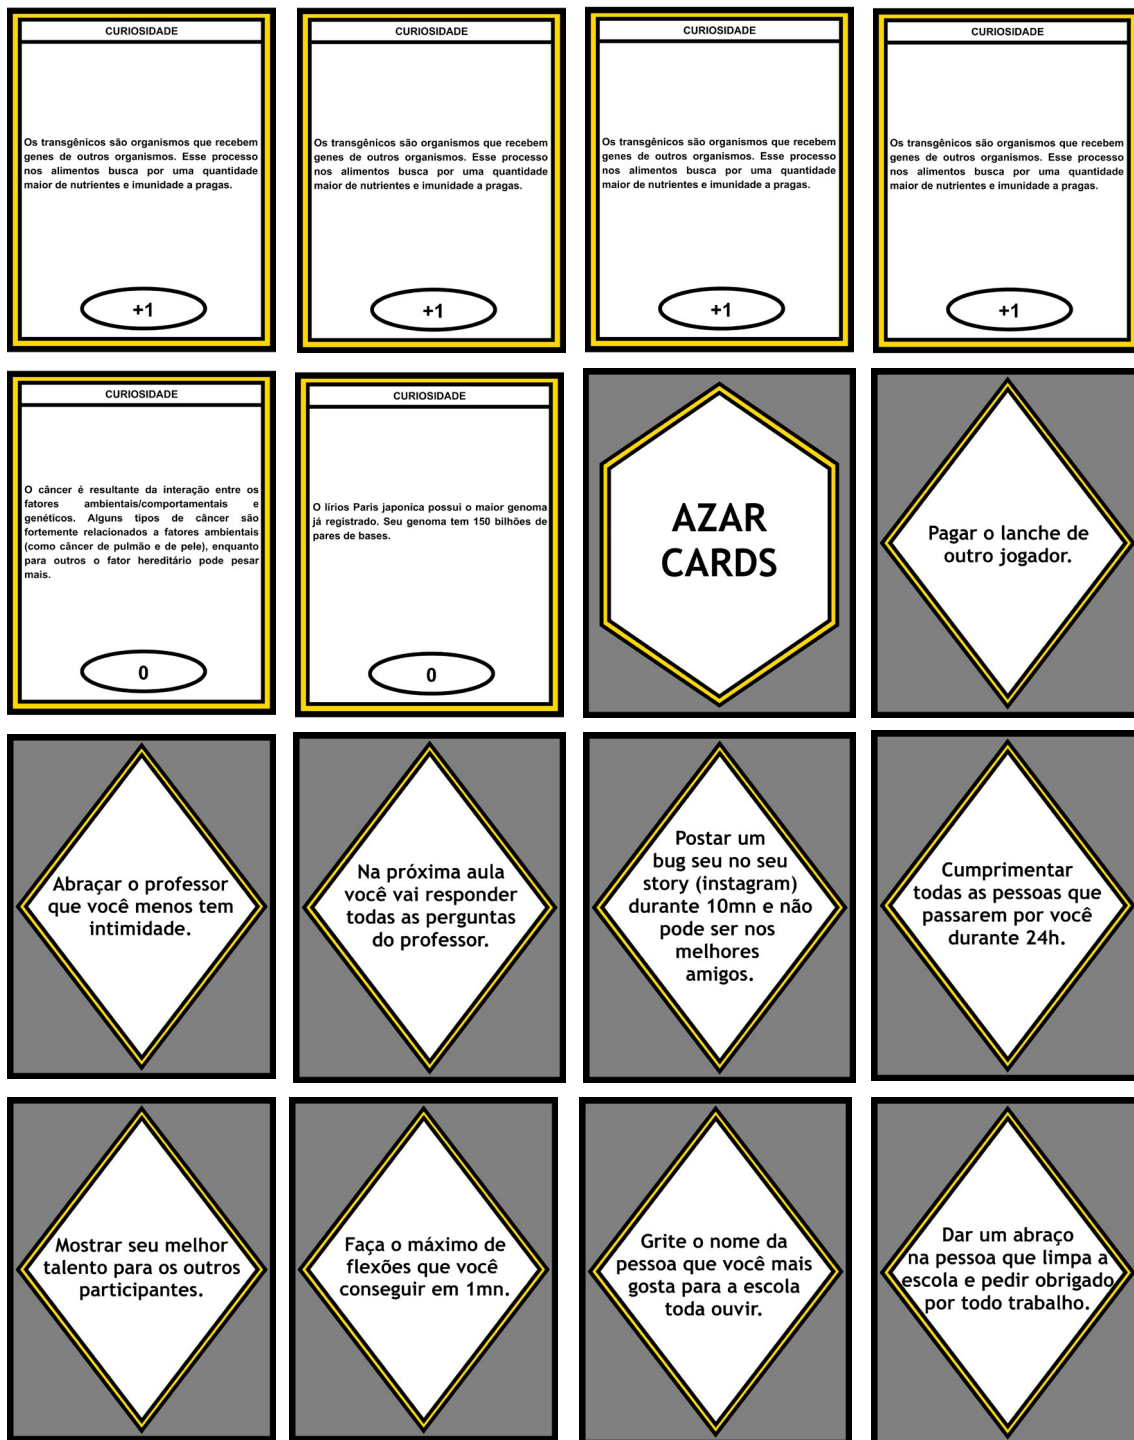 CURIOSIDADE
Os transgênicos são organismos que recebem
genes de outros organismos. Esse processo
nos alimentos busca por uma quantidade
maior de nutrientes e imunidade a pragas.
+1
CURIOSIDADE
Os transgênicos são organismos que recebem
genes de outros organismos. Esse processo
nos alimentos busca por uma quantidade
maior de nutrientes e imunidade a pragas.
+1
CURIOSIDADE
Os transgênicos são organismos que recebem
genes de outros organismos. Esse processo
nos alimentos busca por uma quantidade
maior de nutrientes e imunidade a pragas.
+1
CURIOSIDADE
Os transgênicos são organismos que recebem
genes de outros organismos. Esse processo
nos alimentos busca por uma quantidade
maior de nutrientes e imunidade a pragas.
+1
CURIOSIDADE
O câncer é resultante da interação entre os
fatores ambientais/comportamentais e
genéticos. Alguns tipos de câncer são
fortemente relacionados a fatores ambientais
(como câncer de pulmão e de pele), enquanto
para outros o fator hereditário pode pesar
mais.
0
CURIOSIDADE
O lírios Paris japonica possui o maior genoma
já registrado. Seu genoma tem 150 bilhões de
pares de bases.
0
AZAR
CARDS
Pagar o lanche de
outro jogador.
Abraçar o professor
que você menos tem
intimidade.
Na próxima aula
você vai responder
todas as perguntas
do professor.
Postar um
bug seu no seu
story (instagram)
durante 10mn e não
pode ser nos
melhores
amigos.
Cumprimentar
todas as pessoas que
passarem por você
durante 24h.
Mostrar seu melhor
talento para os outros
participantes.
Faça o máximo de
flexões que você
conseguir em 1mn.
Grite o nome da
pessoa que você mais
gosta para a escola
toda ouvir.
Dar um abraço
na pessoa que limpa a
escola e pedir obrigado
por todo trabalho.